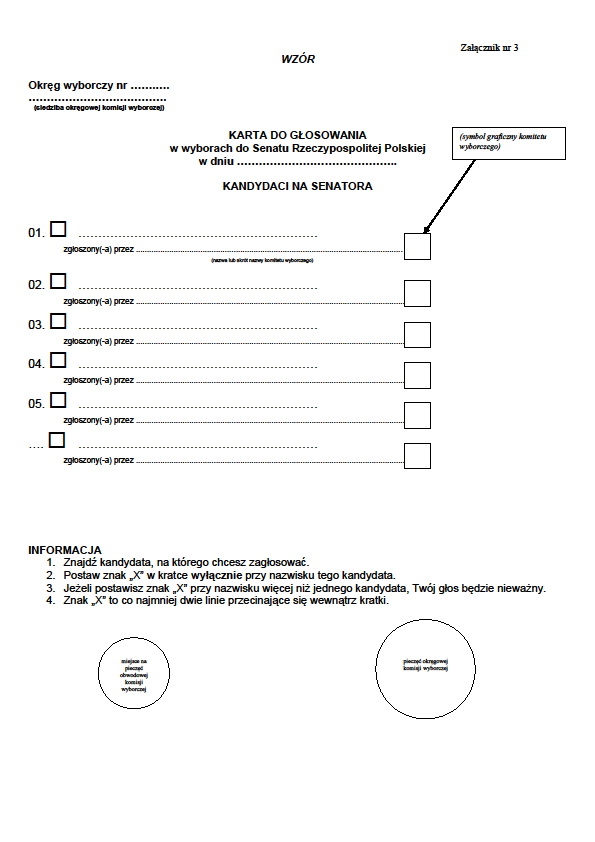 Załącznik nr 3
WZÓR
Okręg wyborczy nr ………..
……………………………….
(siedziba okręgowej komisji wyborczej)
KARTA DO GŁOSOWANIA
w wyborach do Senatu Rzeczypospolitej Polskiej
w dniu ……………………………………..
(symbol graficzny komitetu
wyborczego)
KANDYDACI NA SENATORA
01. ☐ ……………………………………………………
zgłoszony(-a) przez ....................................................................................................
(nazwa lub skrót nazwy komitetu wyborczego)
02. ☐ ……………………………………………………
zgłoszony(-a) przez ....................................................................................................
03. ☐ ……………………………………………………
zgłoszony(-a) przez ....................................................................................................
04. ☐ ……………………………………………………
zgłoszony(-a) przez ....................................................................................................
05. ☐ ……………………………………………………
zgłoszony(-a) przez ....................................................................................................
…. ☐ ……………………………………………………
zgłoszony(-a) przez ....................................................................................................
INFORMACJA
1. Znajdź kandydata, na którego chcesz zagłosować.
2. Postaw znak „X” w kratce wyłącznie przy nazwisku tego kandydata.
3. Jeżeli postawisz znak „X” przy nazwisku więcej niż jednego kandydata, Twój głos będzie nieważny.
4. Znak „X” to co najmniej dwie linie przecinające się wewnątrz kratki.
miejsce na
pieczęć
obwodowej
komisji
wyborczej
pieczęć okręgowej
komisji wyborczej